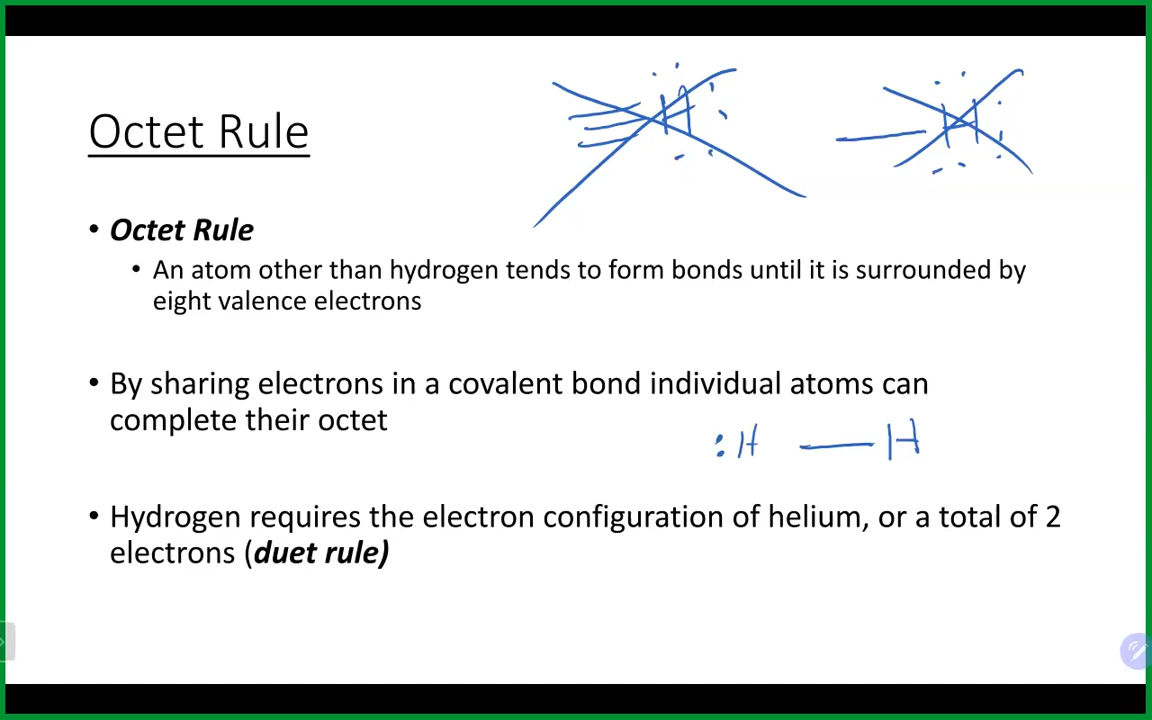 Octet Rule
H
H
• Octet Rule
• An atom other than hydrogen tends to form bonds until it is surrounded by
eight valence electrons
• By sharing electrons in a covalent bond individual atoms can
complete their octet
:H — H
• Hydrogen requires the electron configuration of helium, or a total of 2
electrons (duet rule)